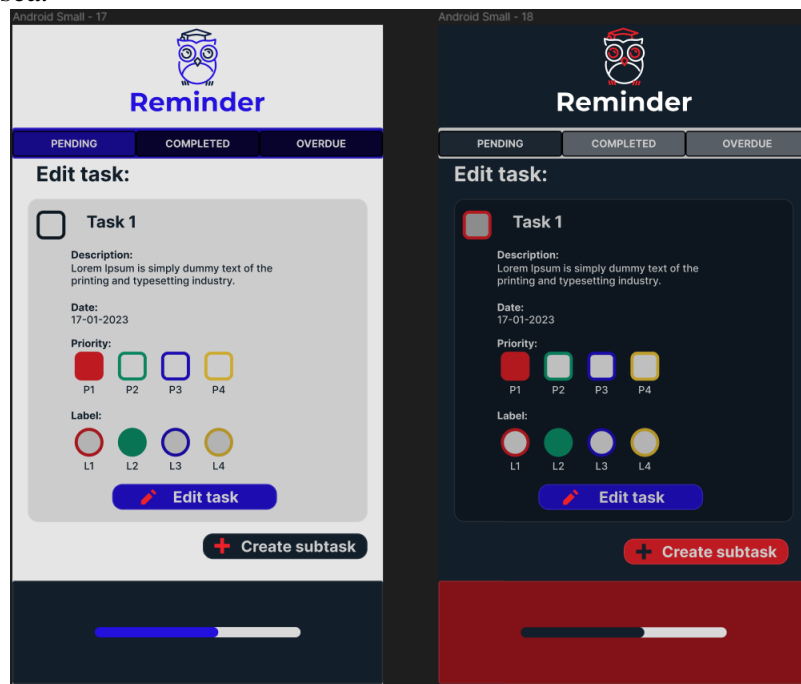 Android Small - 17
Reminder
PENDING COMPLETED OVERDUE
Edit task:
Task 1
Description:
Lorem Ipsum is simply dummy text of the
printing and typesetting industry.
Date:
17-01-2023
Priority:
P1 P2 P3 P4
Label:
L1 L2 L3 L4
Edit task
Create subtask
Android Small - 18
Reminder
PENDING COMPLETED OVERDUE
Edit task:
Task 1
Description:
Lorem Ipsum is simply dummy text of the
printing and typesetting industry.
Date:
17-01-2023
Priority:
P1 P2 P3 P4
Label:
L1 L2 L3 L4
Edit task
Create subtask